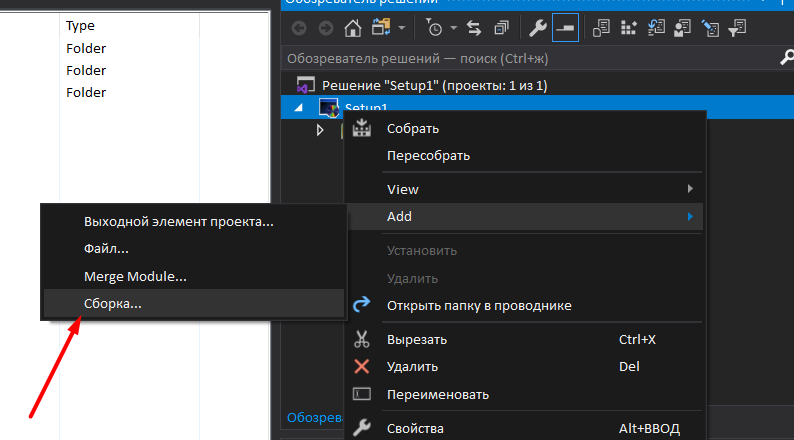 Обозреватель решений
Type
Folder
Folder
Folder
Обозреватель решений — поиск (Ctrl+ж)
Решение "Setup1" (проекты: 1 из 1)
Setup1
Собрать
Пересобрать
View
Add
Выходной элемент проекта...
Файл...
Merge Module...
Сборка...
Установить
Удалить
Открыть папку в проводнике
Вырезать Ctrl+X
Удалить Del
Переименовать
Обозрева
Свойства Alt+ВВОД